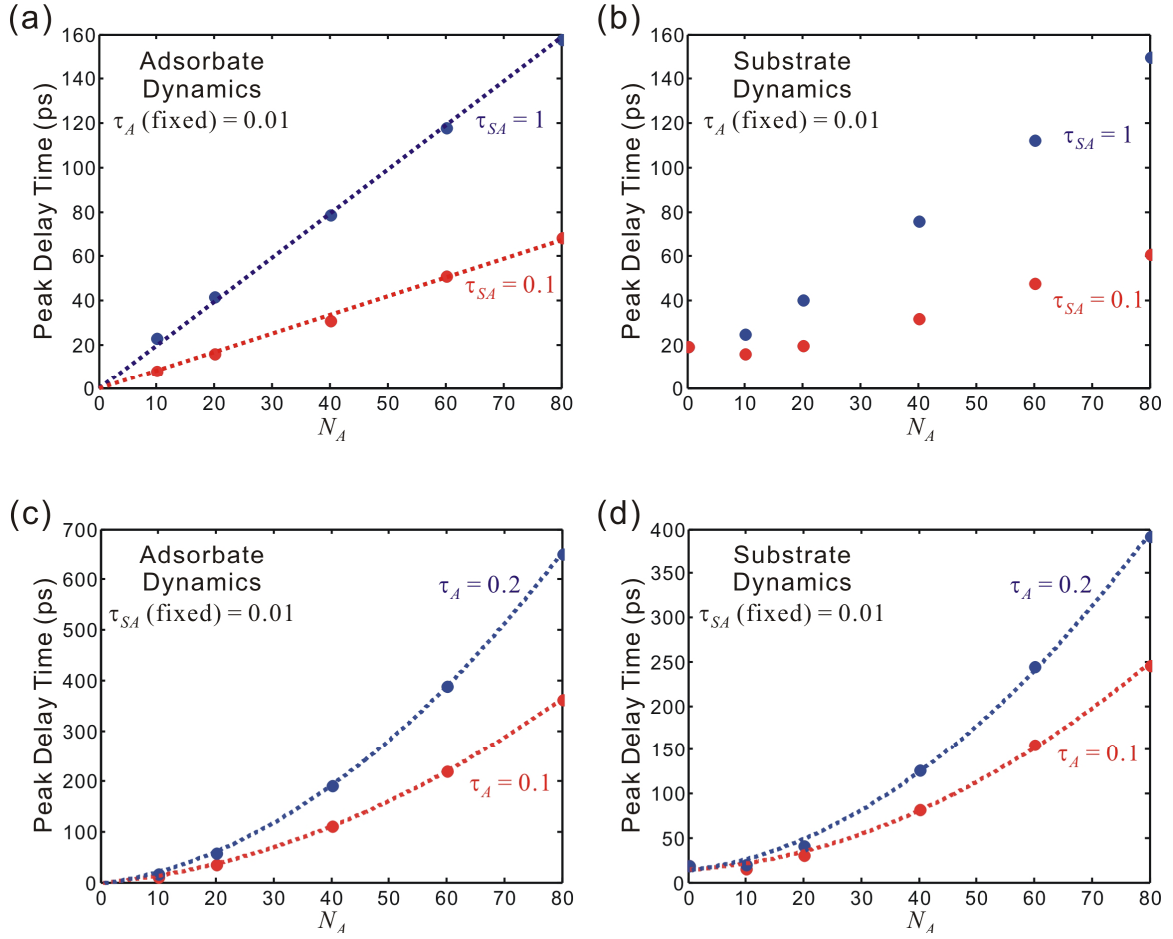 (a)
160
140
120
100
80
60
40
20
0
Peak Delay Time (ps)
Adsorbate
Dynamics
τA (fixed) = 0.01
τSA = 1
τSA = 0.1
0 10 20 30 40 50 60 70 80
NA
(b)
160
140
120
100
80
60
40
20
0
Peak Delay Time (ps)
Substrate
Dynamics
τA (fixed) = 0.01
τSA = 1
τSA = 0.1
0 10 20 30 40 50 60 70 80
NA
(c)
700
600
500
400
300
200
100
0
Peak Delay Time (ps)
Adsorbate
Dynamics
τSA (fixed) = 0.01
τA = 0.2
τA = 0.1
0 10 20 30 40 50 60 70 80
NA
(d)
400
350
300
250
200
150
100
50
0
Peak Delay Time (ps)
Substrate
Dynamics
τSA (fixed) = 0.01
τA = 0.2
τA = 0.1
0 10 20 30 40 50 60 70 80
NA